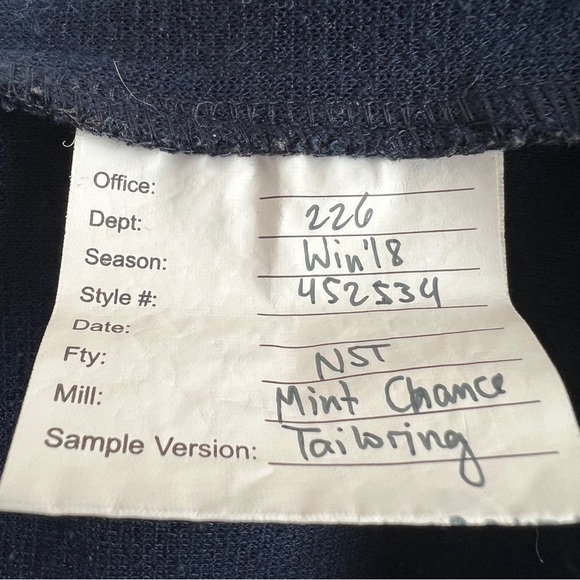 Office:
Dept: 226
Season: Win'18
Style #: 452534
Date:
Fty: NST
Mill: Mint Chance
Sample Version: Tailoring